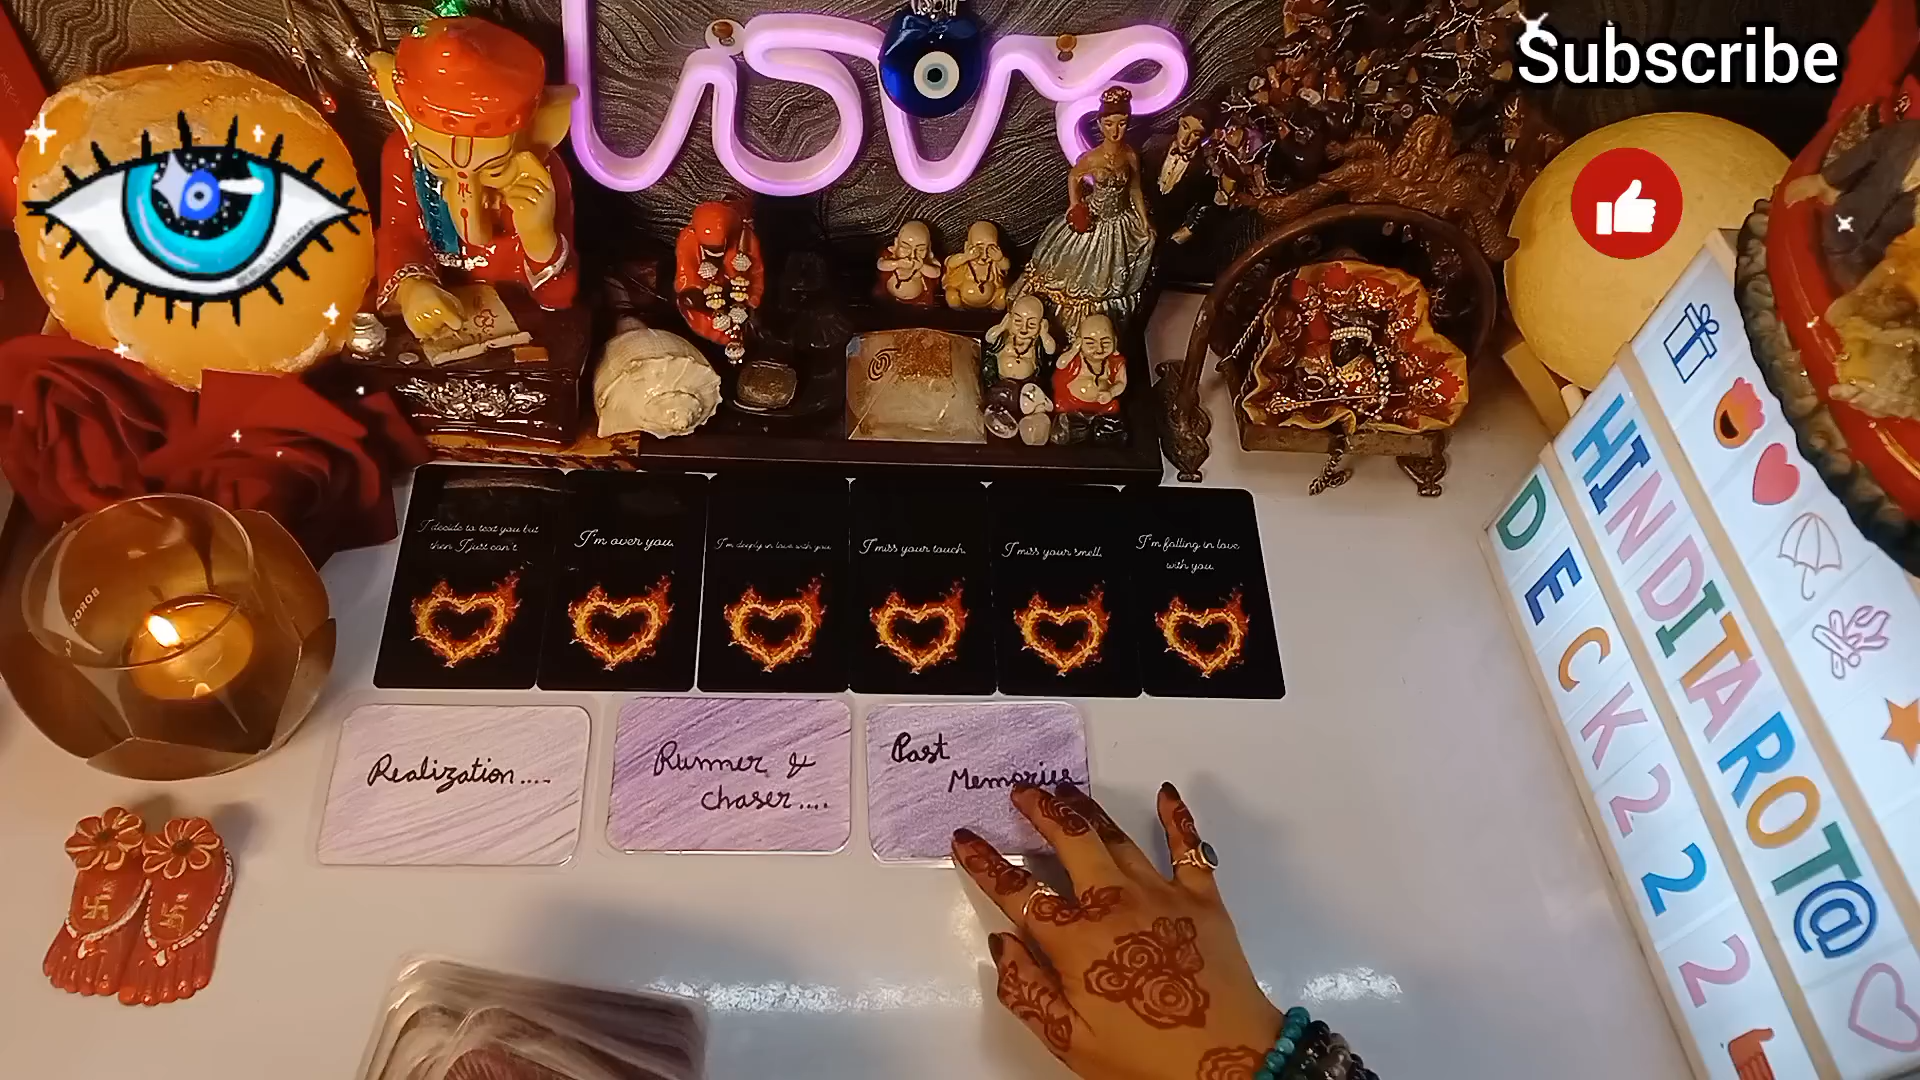 love
Subscribe
I decide to text you but
then I just can't
I'm over you.
I'm deeply in love with you
I miss your touch.
I miss your smell.
I'm falling in love
with you
Realization....
Runner &
chaser....
Past
Memories
HINDITAROT@
DECK222